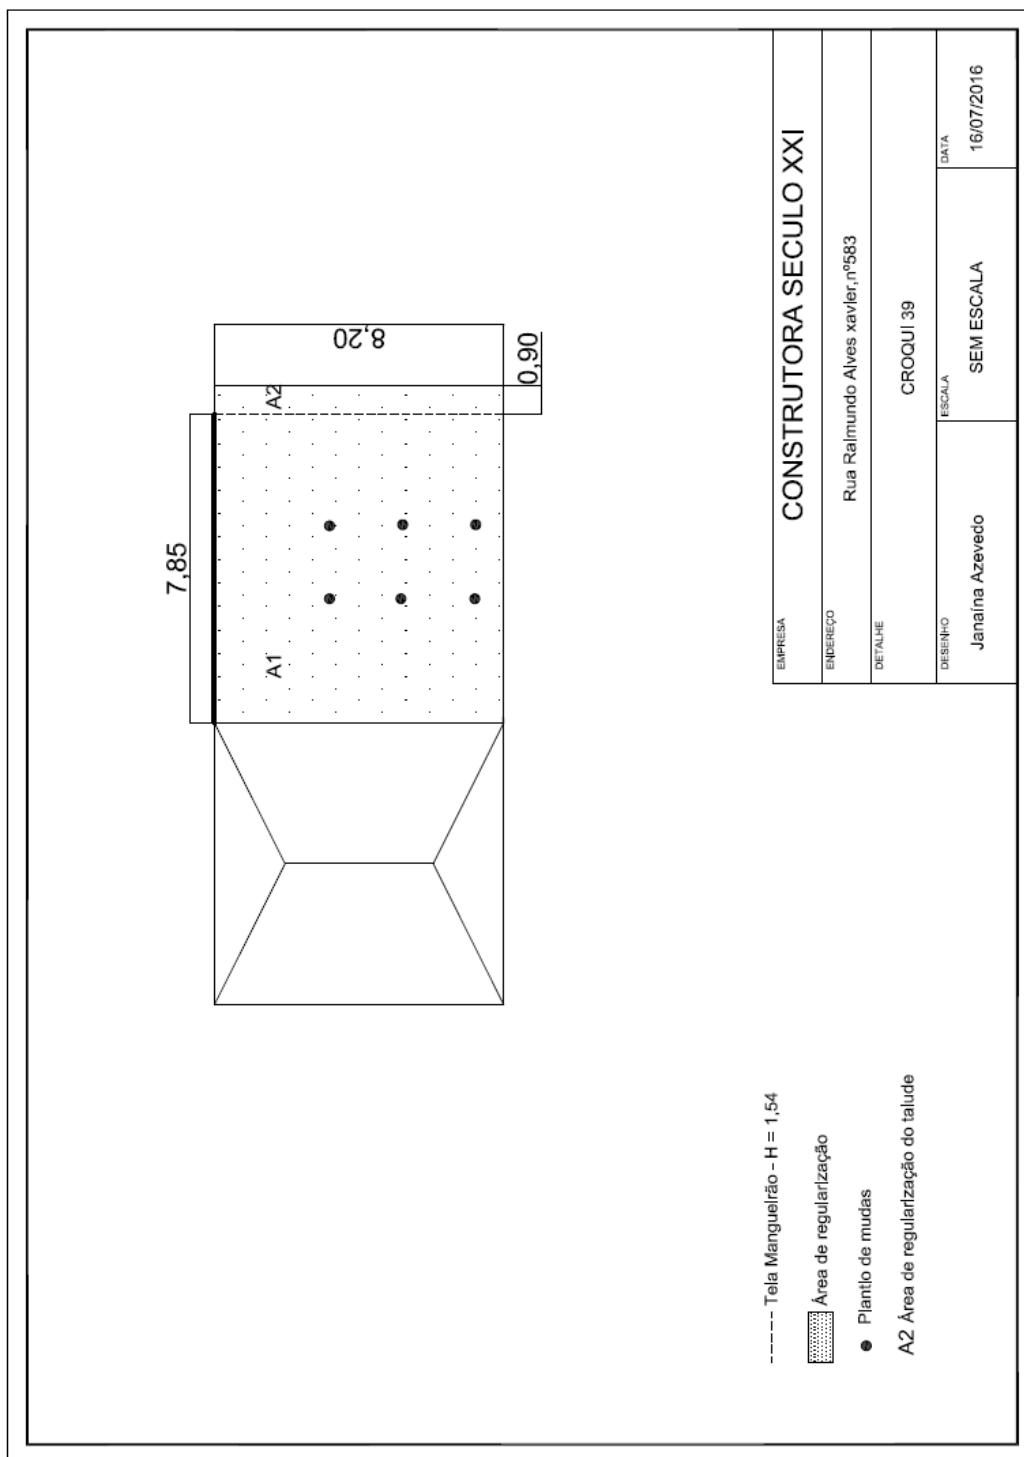 7,85
A1
A2
8,20
0,90
----- Tela Mangueirão - H = 1,54
Área de regularização
Plantio de mudas
A2 Área de regularização do talude
EMPRESA
CONSTRUTORA SECULO XXI
ENDEREÇO
Rua Raimundo Alves xavier,nº583
DETALHE
CROQUI 39
DESENHO
Janaína Azevedo
ESCALA
SEM ESCALA
DATA
16/07/2016